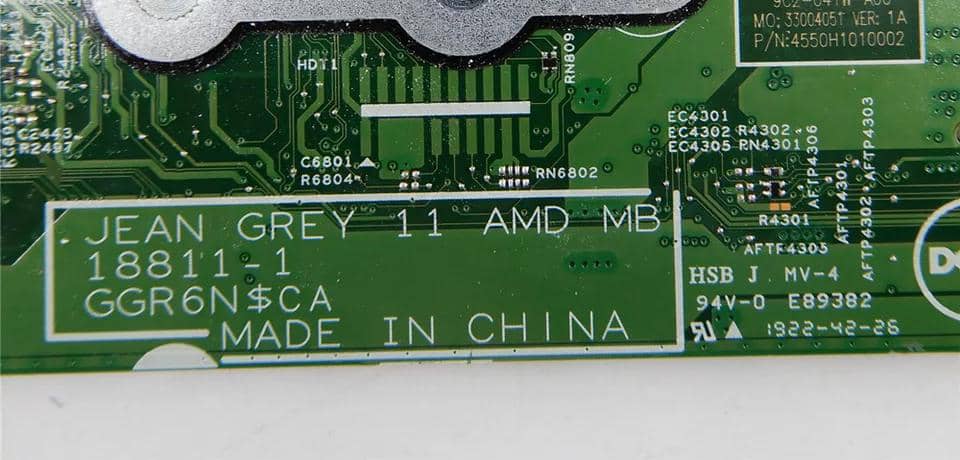 MO: 33004051 VER: 1A
P/N:4550H1010002
HDT1
RN809
EC4301
EC4302 R4302
EC4305 RN4301
AFTP4306
AFTP4301
AFTP4302
AFTP4303
C2443
R2497
C6801
R6804
RN6802
R4301
AFTP4305
JEAN GREY 11 AMD MB
18811-1
GGR6N$CA
MADE IN CHINA
HSB J MV-4
94V-0 E89382
1922-42-26